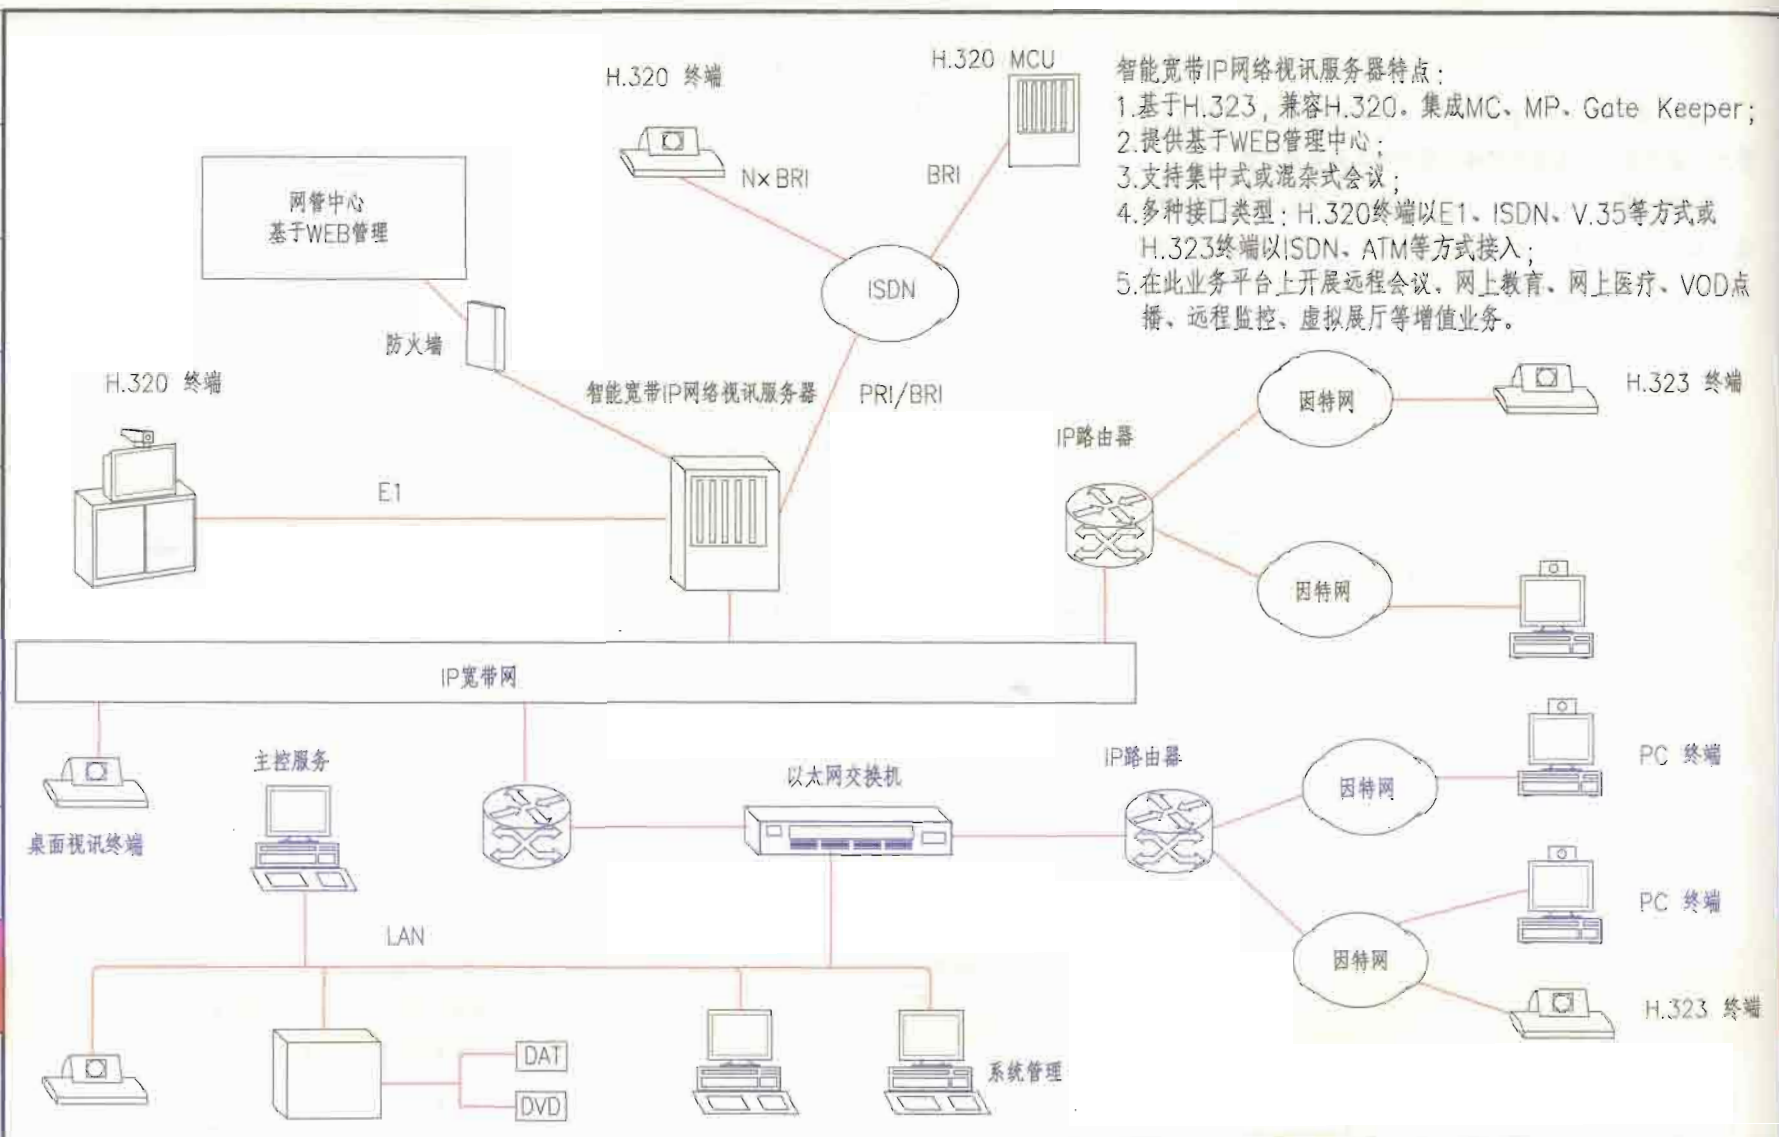 H.320 终端
H.320 MCU
智能宽带IP网络视讯服务器特点：
1.基于H.323，兼容H.320。集成MC、MP、Gate Keeper；
2.提供基于WEB管理中心；
3.支持集中式或混杂式会议；
4.多种接口类型：H.320终端以E1、ISDN、V.35等方式或
H.323终端以ISDN、ATM等方式接入；
5.在此业务平台上开展远程会议、网上教育、网上医疗、VOD点
播、远程监控、虚拟展厅等增值业务。
N×BRI
BRI
网管中心
基于WEB管理
ISDN
防火墙
H.320 终端
智能宽带IP网络视讯服务器
PRI/BRI
因特网
H.323 终端
IP路由器
E1
因特网
IP宽带网
主控服务
以太网交换机
IP路由器
PC 终端
因特网
桌面视讯终端
PC 终端
LAN
因特网
H.323 终端
DAT
系统管理
DVD